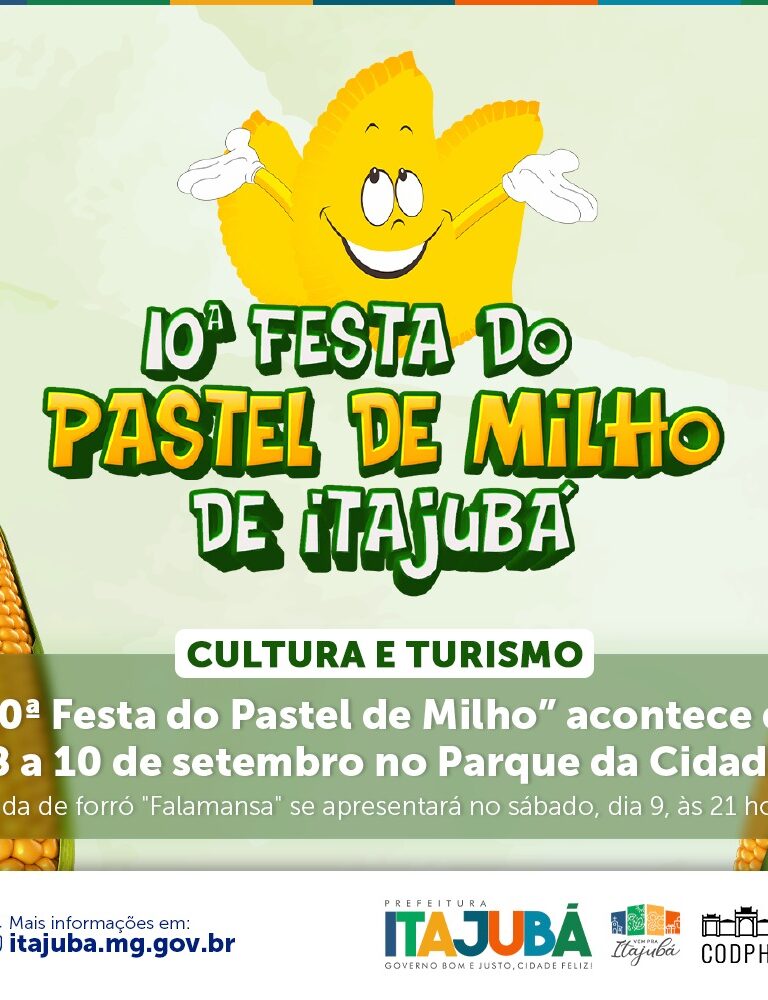 10ª FESTA DO
PASTEL DE MILHO
DE ITAJUBÁ
CULTURA E TURISMO
0ª Festa do Pastel de Milho” acontece
a 10 de setembro no Parque da Cidad
da de forró "Falamansa" se apresentará no sábado, dia 9, às 21 ho
Mais informações em:
itajuba.mg.gov.br
PREFEITURA
ITAJUBÁ
GOVERNO BOM E JUSTO, CIDADE FELIZ!
VEM PRA
Itajubá
CODPH